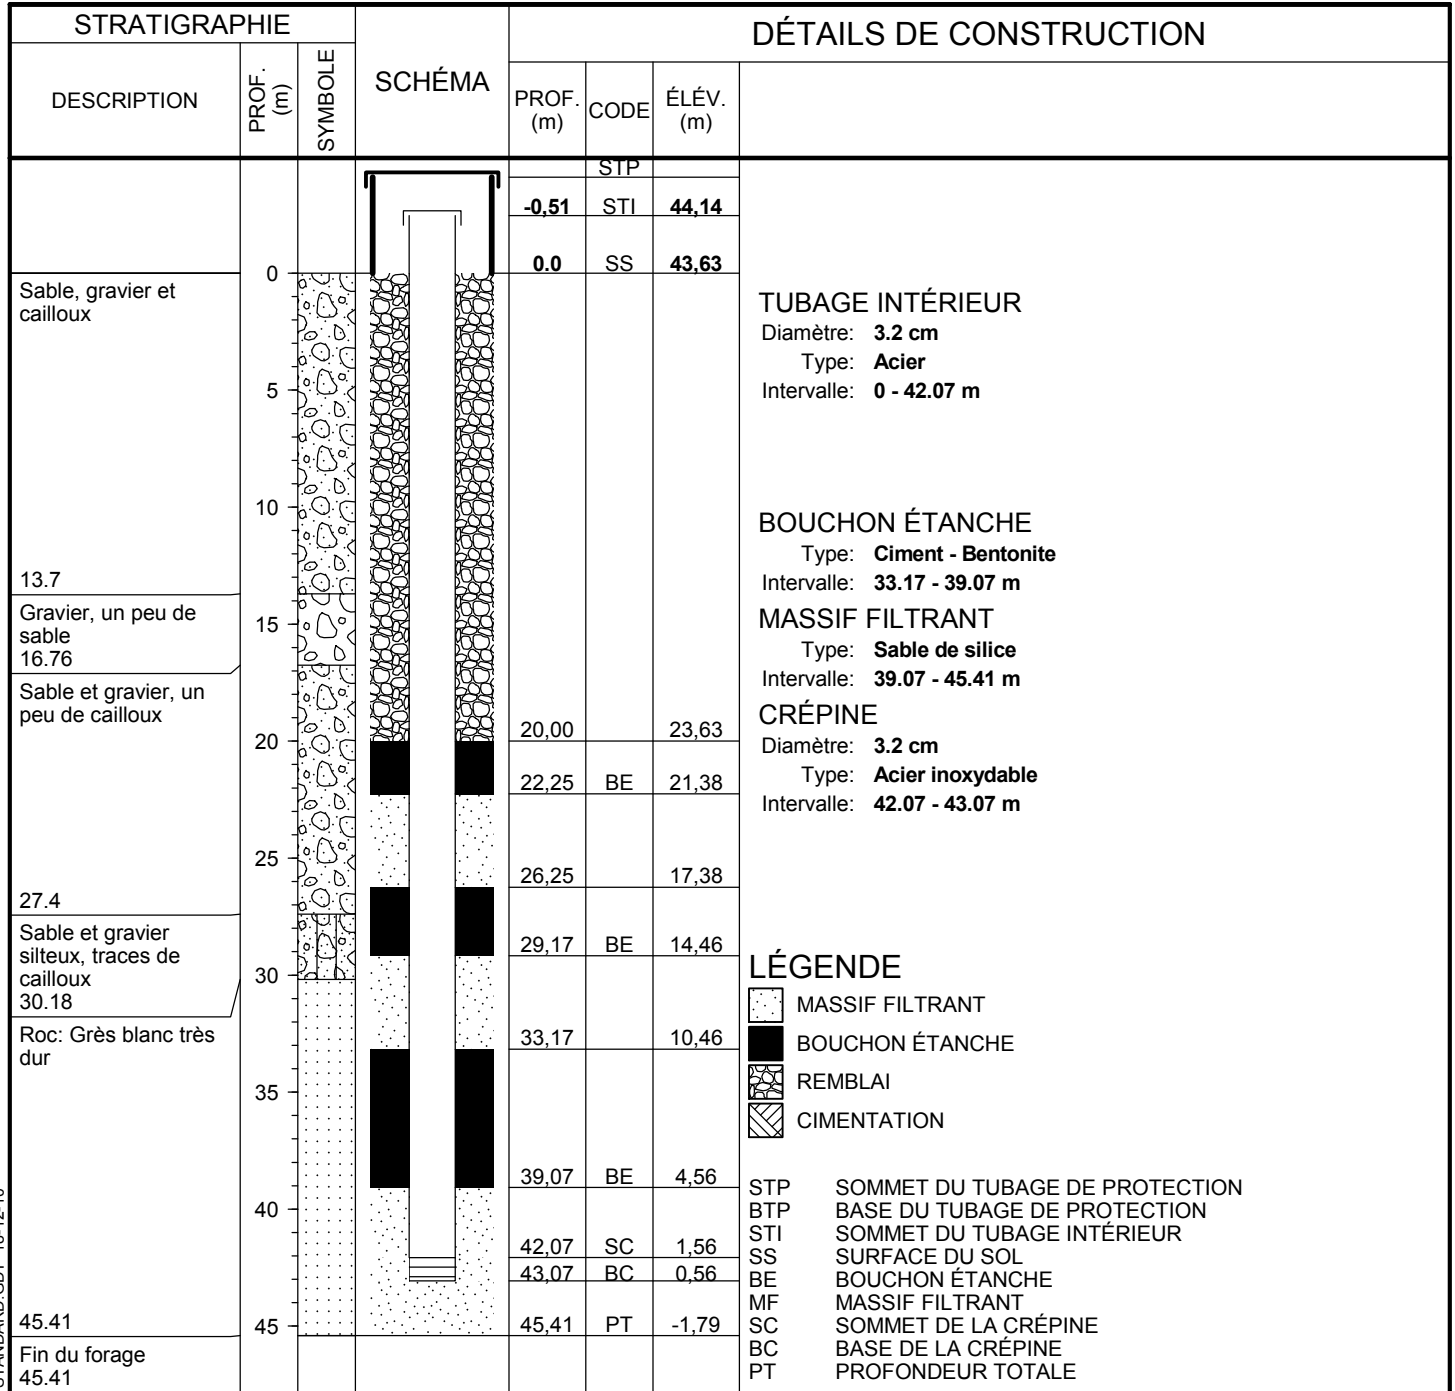 STRATIGRAPHIE
DESCRIPTION
PROF. (m)
SYMBOLE
SCHÉMA
DÉTAILS DE CONSTRUCTION
PROF. (m)
CODE
ÉLÉV. (m)
STP
-0,51 STI 44,14
0.0 SS 43,63
20,00 23,63
22,25 BE 21,38
26,25 17,38
29,17 BE 14,46
33,17 10,46
39,07 BE 4,56
42,07 SC 1,56
43,07 BC 0,56
45,41 PT -1,79
Sable, gravier et
cailloux
13.7
Gravier, un peu de
sable
16.76
Sable et gravier, un
peu de cailloux
27.4
Sable et gravier
silteux, traces de
cailloux
30.18
Roc: Grès blanc très
dur
45.41
Fin du forage
45.41
0
5
10
15
20
25
30
35
40
45
TUBAGE INTÉRIEUR
Diamètre: 3.2 cm
Type: Acier
Intervalle: 0 - 42.07 m
BOUCHON ÉTANCHE
Type: Ciment - Bentonite
Intervalle: 33.17 - 39.07 m
MASSIF FILTRANT
Type: Sable de silice
Intervalle: 39.07 - 45.41 m
CRÉPINE
Diamètre: 3.2 cm
Type: Acier inoxydable
Intervalle: 42.07 - 43.07 m
LÉGENDE
MASSIF FILTRANT
BOUCHON ÉTANCHE
REMBLAI
CIMENTATION
STP SOMMET DU TUBAGE DE PROTECTION
BTP BASE DU TUBAGE DE PROTECTION
STI SOMMET DU TUBAGE INTÉRIEUR
SS SURFACE DU SOL
BE BOUCHON ÉTANCHE
MF MASSIF FILTRANT
SC SOMMET DE LA CRÉPINE
BC BASE DE LA CRÉPINE
PT PROFONDEUR TOTALE